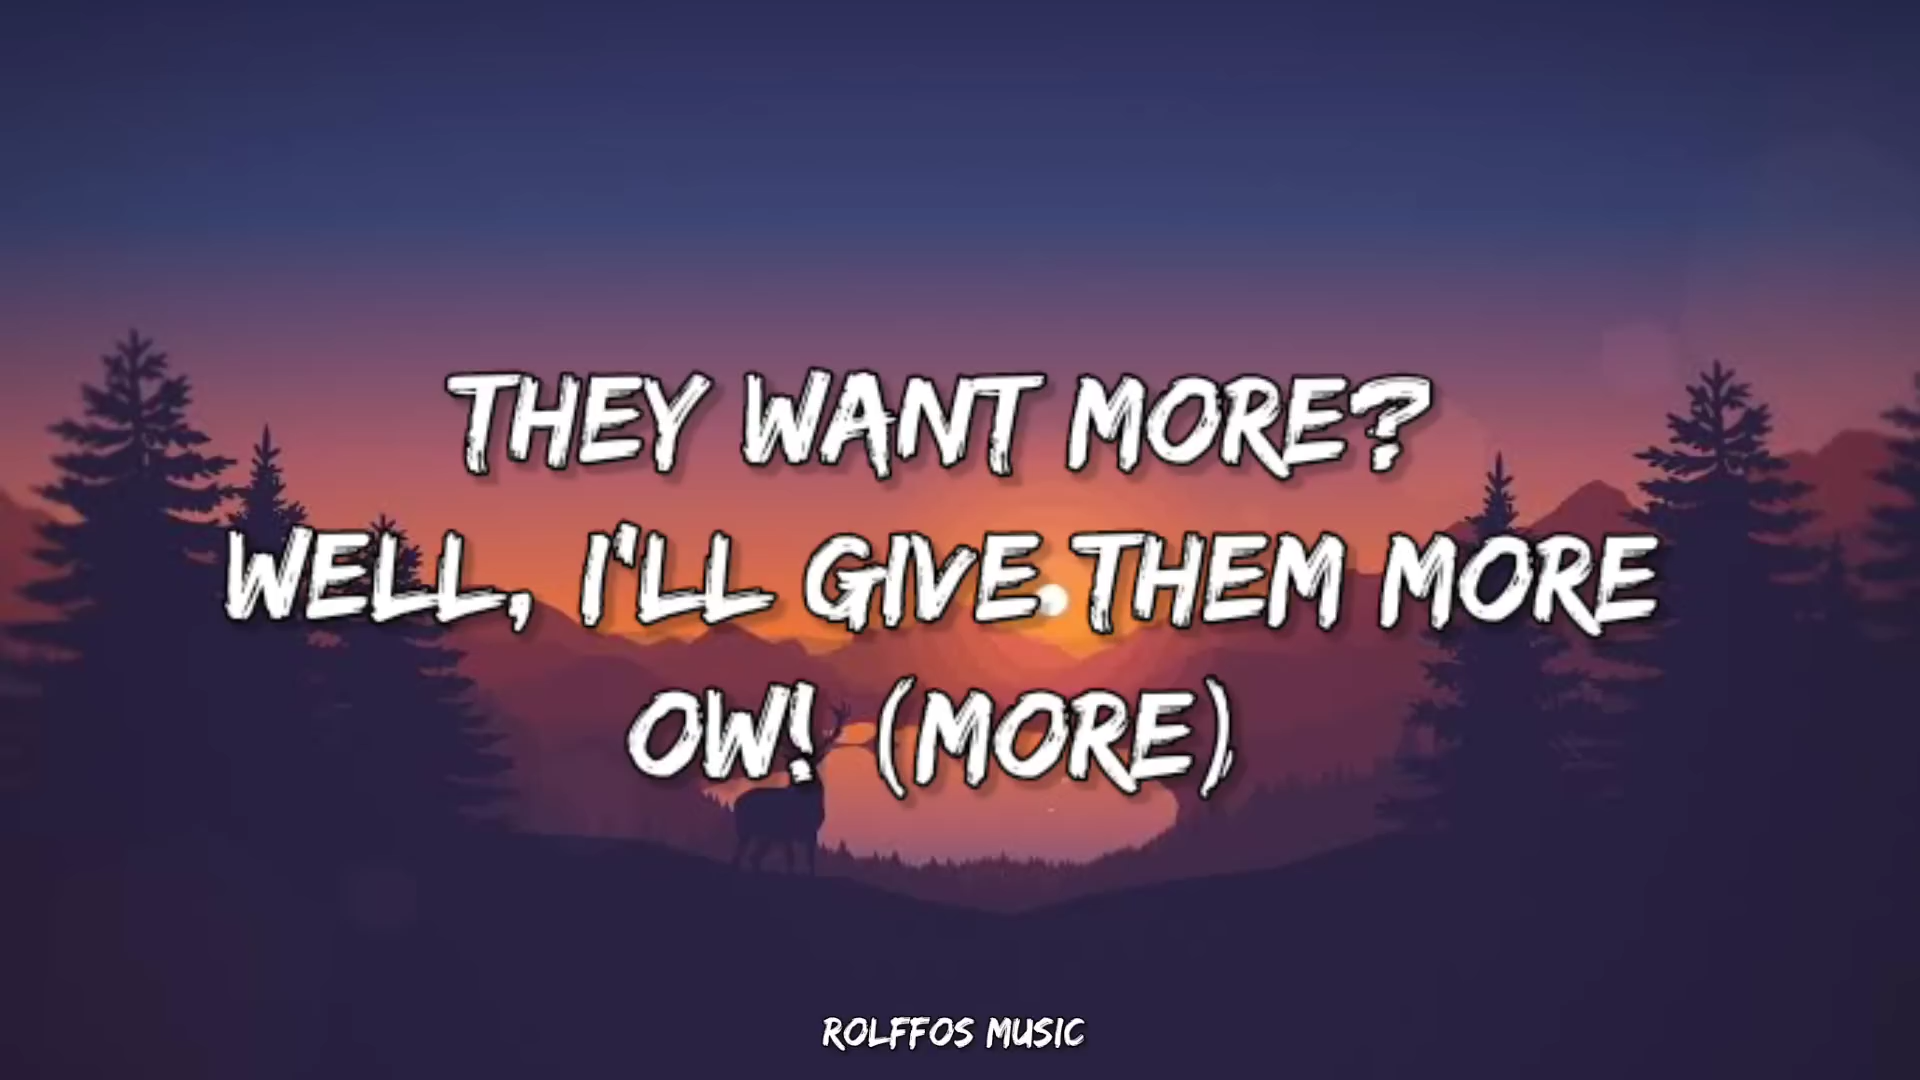 THEY WANT MORE?
WELL, I'LL GIVE THEM MORE
OW! (MORE)
ROLFFOS MUSIC